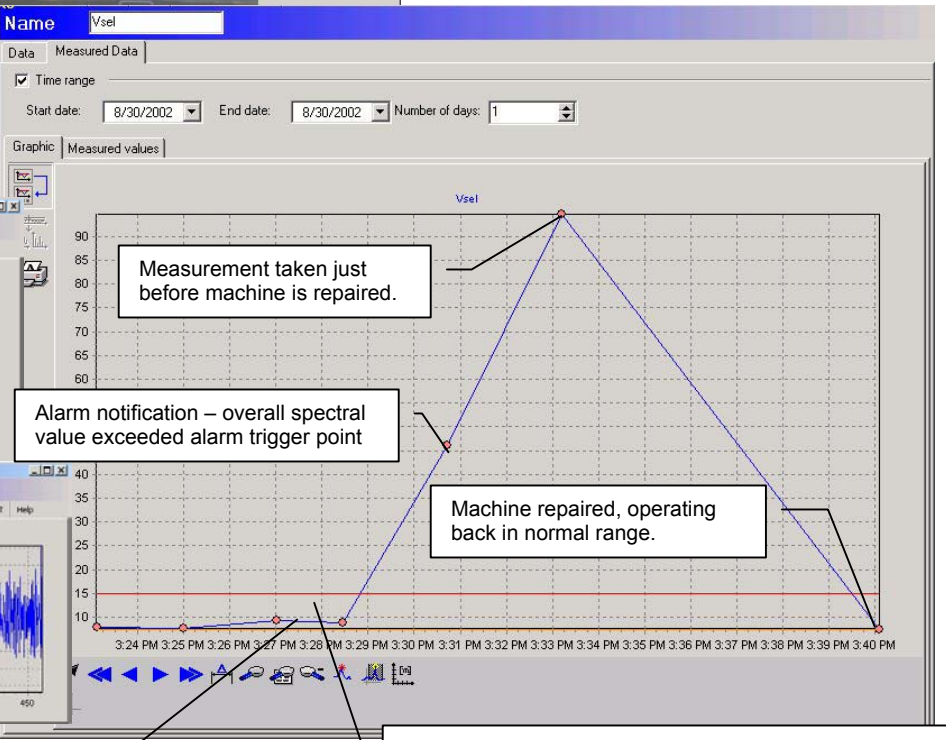 Name Vsel
Data Measured Data
Time range
Start date: 8/30/2002 End date: 8/30/2002 Number of days: 1
Graphic Measured values
Vsel
90
Measurement taken just
before machine is repaired.
85
80
75
70
65
60
Alarm notification – overall spectral
value exceeded alarm trigger point
40
Help
35
Machine repaired, operating
back in normal range.
30
25
20
15
10
3:24 PM 3:25 PM 3:26 PM 3:27 PM 3:28 PM 3:29 PM 3:30 PM 3:31 PM 3:32 PM 3:33 PM 3:34 PM 3:35 PM 3:36 PM 3:37 PM 3:38 PM 3:39 PM 3:40 PM
[m]
450